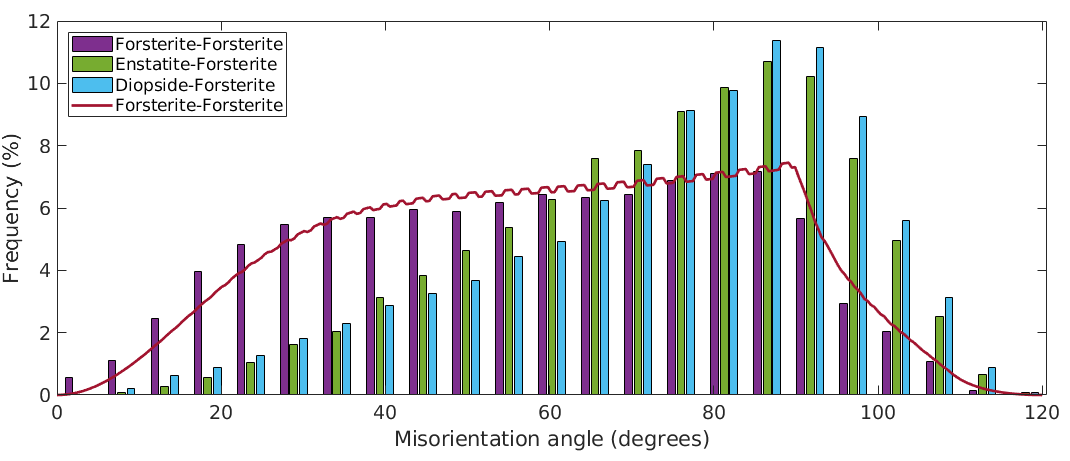 12
10
8
6
4
2
0
Frequency (%)
Forsterite-Forsterite
Enstatite-Forsterite
Diopside-Forsterite
Forsterite-Forsterite
0 20 40 60 80 100 120
Misorientation angle (degrees)